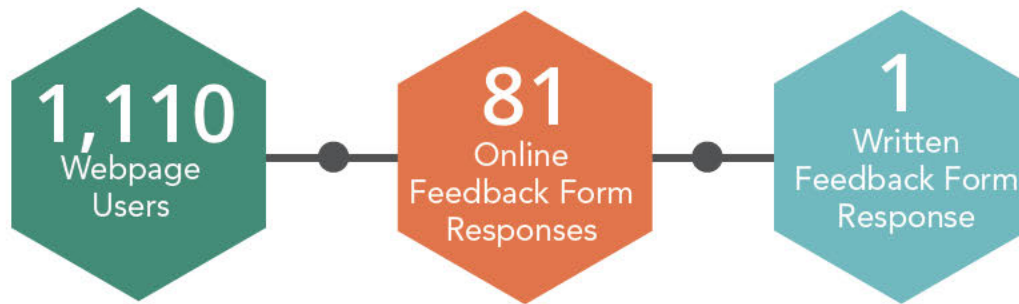 1,110
Webpage
Users
81
Online
Feedback Form
Responses
1
Written
Feedback Form
Response